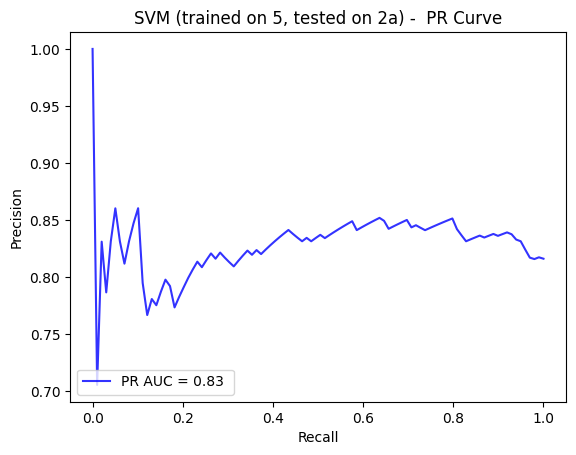 SVM (trained on 5, tested on 2a) -  PR Curve
1.00
0.95
0.90
0.85
0.80
0.75
0.70
Precision
PR AUC = 0.83
0.0 0.2 0.4 0.6 0.8 1.0
Recall